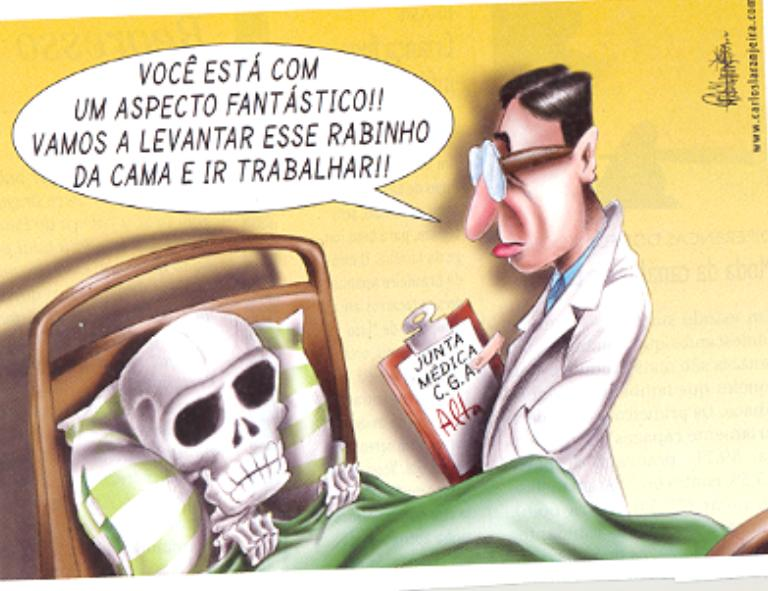 VOCÊ ESTÁ COM
UM ASPECTO FANTÁSTICO!!
VAMOS A LEVANTAR ESSE RABINHO
DA CAMA E IR TRABALHAR!!
JUNTA
MÉDICA
C.G.A.
Alta
www.carloslaranjeira.com